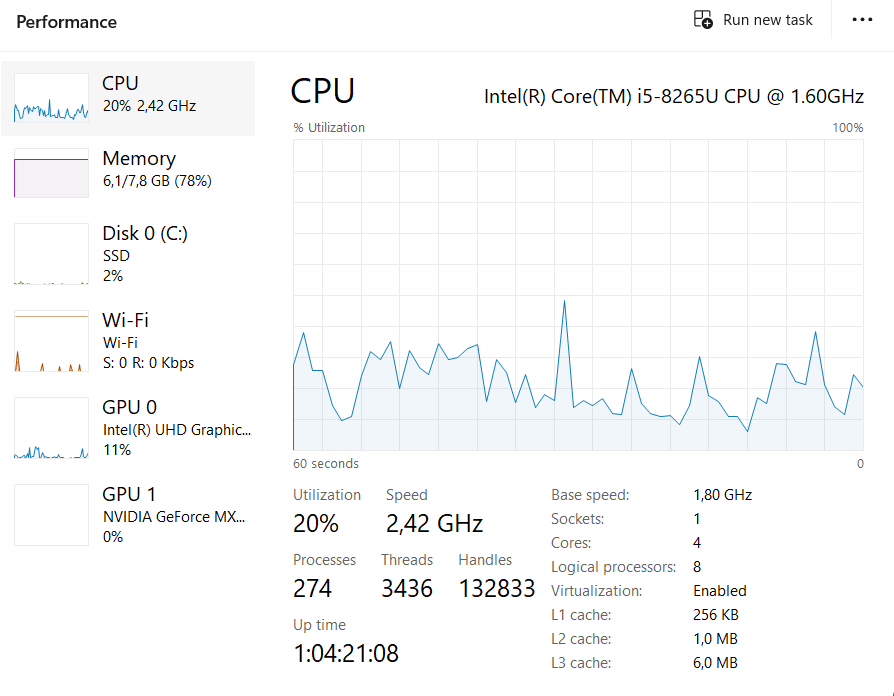 Performance
Run new task
CPU
20% 2,42 GHz
Memory
6,1/7,8 GB (78%)
Disk 0 (C:)
SSD
2%
Wi-Fi
Wi-Fi
S: 0 R: 0 Kbps
GPU 0
Intel(R) UHD Graphic...
11%
GPU 1
NVIDIA GeForce MX...
0%
CPU
Intel(R) Core(TM) i5-8265U CPU @ 1.60GHz
% Utilization
100%
60 seconds
0
Utilization
Speed
20%
2,42 GHz
Processes
Threads
Handles
274
3436
132833
Up time
1:04:21:08
Base speed: 1,80 GHz
Sockets: 1
Cores: 4
Logical processors: 8
Virtualization: Enabled
L1 cache: 256 KB
L2 cache: 1,0 MB
L3 cache: 6,0 MB